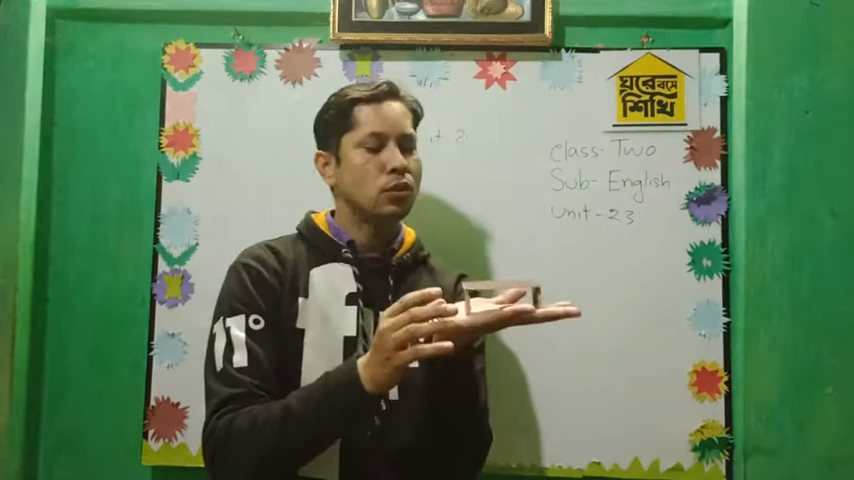 ঘরে বসে
শিখি
Class- Two
Sub- English
Unit-23
11°
f